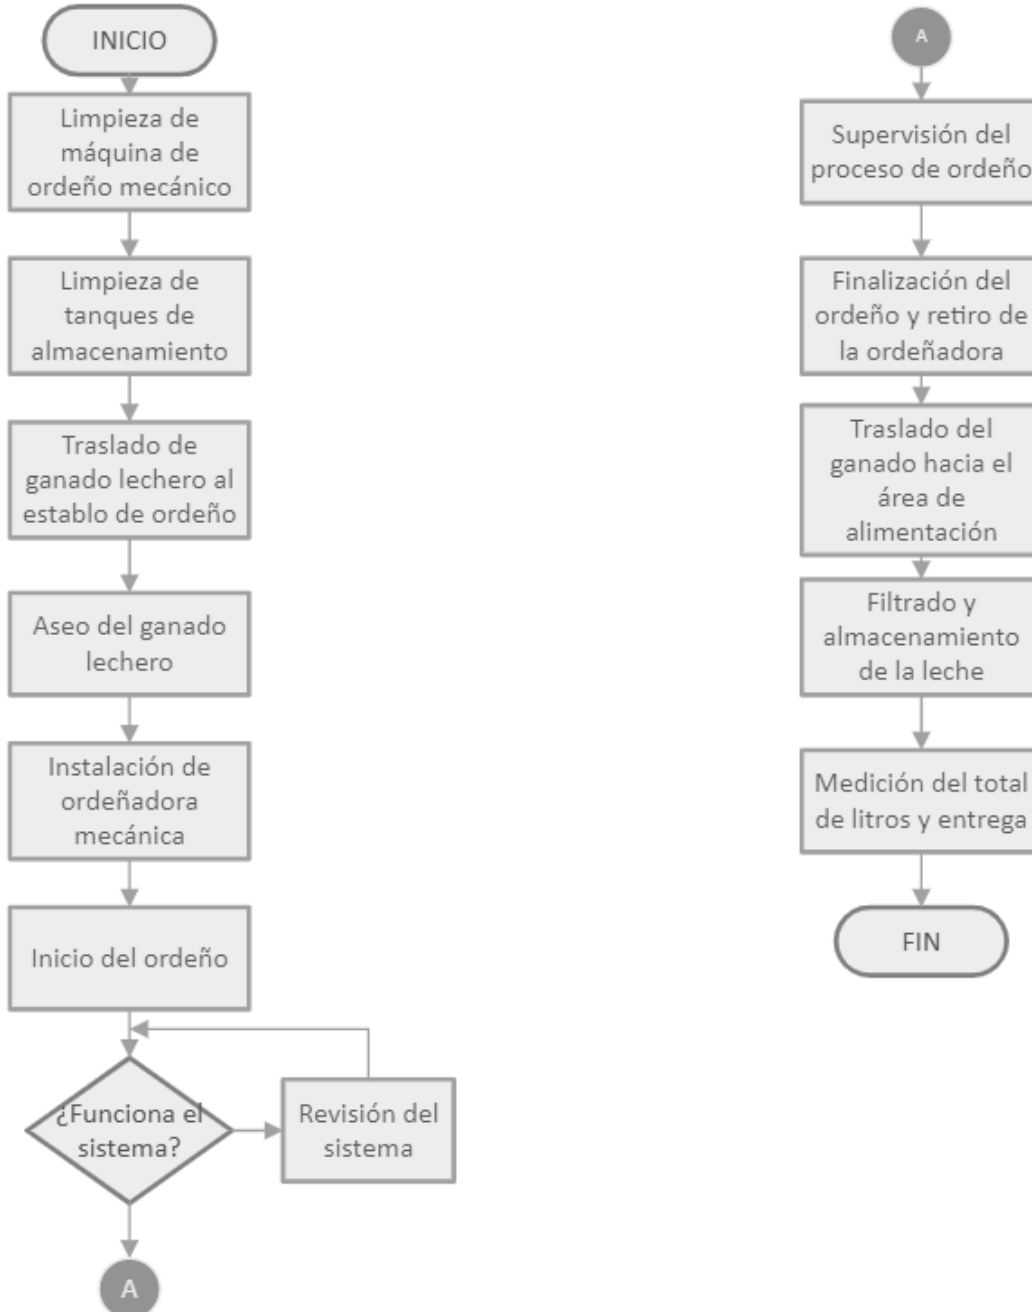 INICIO
Limpieza de
máquina de
ordeño mecánico
Limpieza de
tanques de
almacenamiento
Traslado de
ganado lechero al
establo de ordeño
Aseo del ganado
lechero
Instalación de
ordeñadora
mecánica
Inicio del ordeño
¿Funciona el
sistema?
Revisión del
sistema
A
A
Supervisión del
proceso de ordeño
Finalización del
ordeño y retiro de
la ordeñadora
Traslado del
ganado hacia el
área de
alimentación
Filtrado y
almacenamiento
de la leche
Medición del total
de litros y entrega
FIN